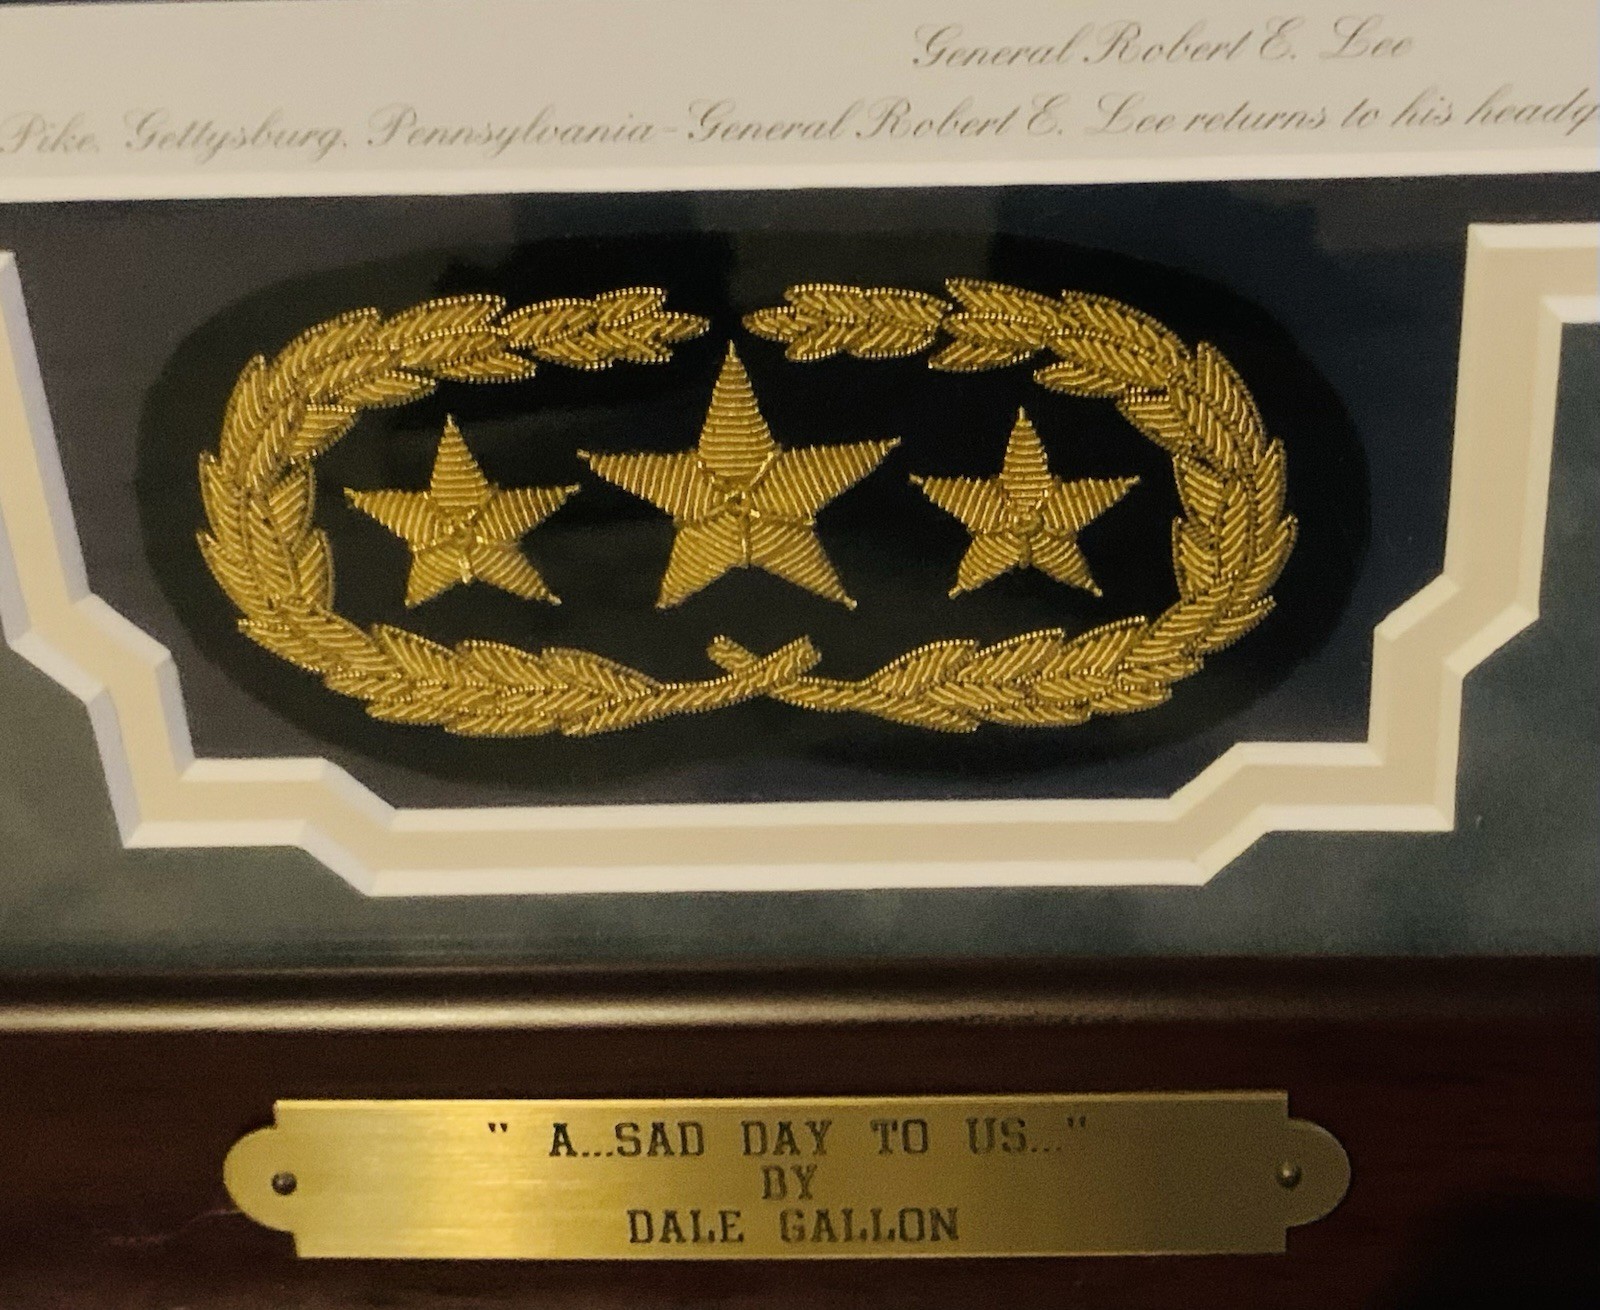 General Robert E. Lee
Pike, Gettysburg, Pennsylvania - General Robert E. Lee returns to his
" A...SAD DAY TO US..."
BY
DALE GALLON